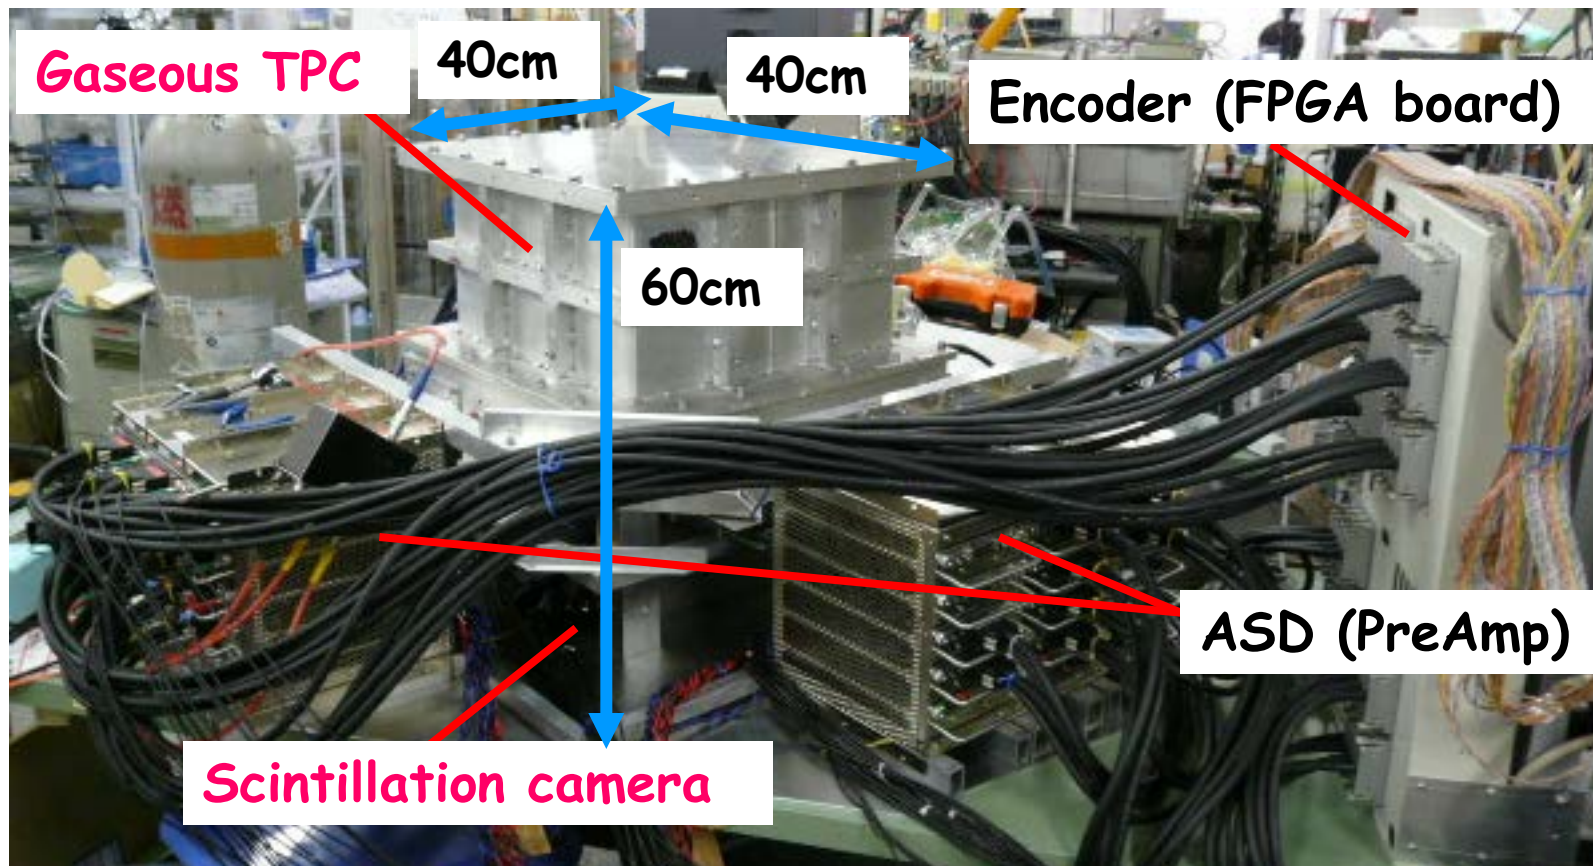 Gaseous TPC
40cm
40cm
Encoder (FPGA board)
60cm
ASD (PreAmp)
Scintillation camera